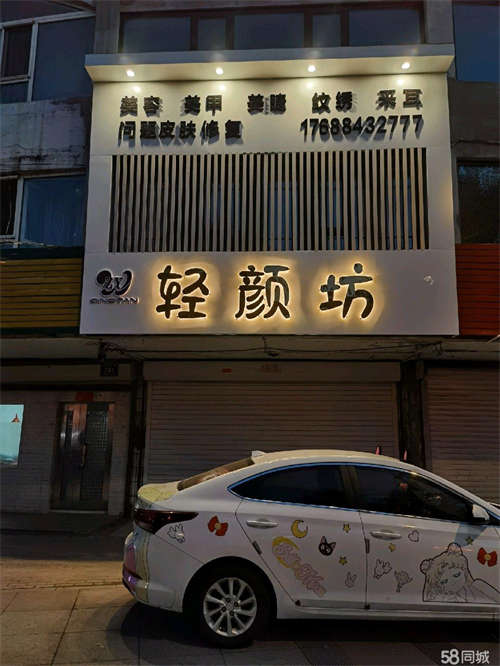 美容 美甲 美睫 纹绣 采耳
问题皮肤修复 17688432777
轻颜坊
58同城